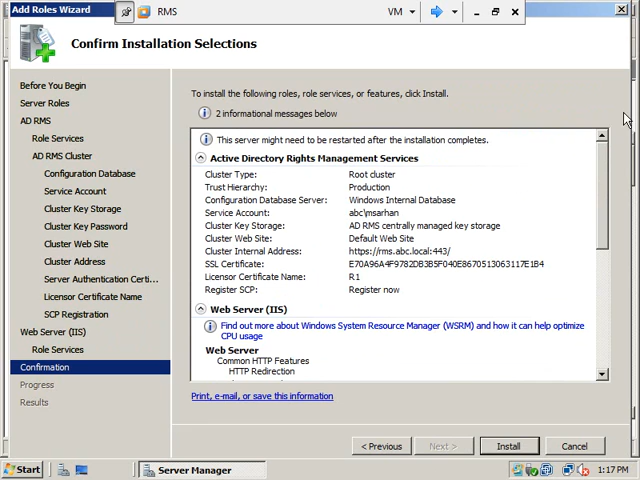 Add Roles Wizard
RMS
VM
Confirm Installation Selections
Before You Begin
Server Roles
AD RMS
Role Services
AD RMS Cluster
Configuration Database
Service Account
Cluster Key Storage
Cluster Key Password
Cluster Web Site
Cluster Address
Server Authentication Certi...
Licensor Certificate Name
SCP Registration
Web Server (IIS)
Role Services
Confirmation
Progress
Results
To install the following roles, role services, or features, click Install.
2 informational messages below
This server might need to be restarted after the installation completes.
Active Directory Rights Management Services
Cluster Type: Root cluster
Trust Hierarchy: Production
Configuration Database Server: Windows Internal Database
Service Account: abc\msarhan
Cluster Key Storage: AD RMS centrally managed key storage
Cluster Web Site: Default Web Site
Cluster Internal Address: https://rms.abc.local:443/
SSL Certificate: E70A96A4F9782DB3B5F040E8670513063117E1B4
Licensor Certificate Name: R1
Register SCP: Register now
Web Server (IIS)
Find out more about Windows System Resource Manager (WSRM) and how it can help optimize
CPU usage
Web Server
Common HTTP Features
HTTP Redirection
Print, e-mail, or save this information
< Previous
Next >
Install
Cancel
Start
Server Manager
1:17 PM